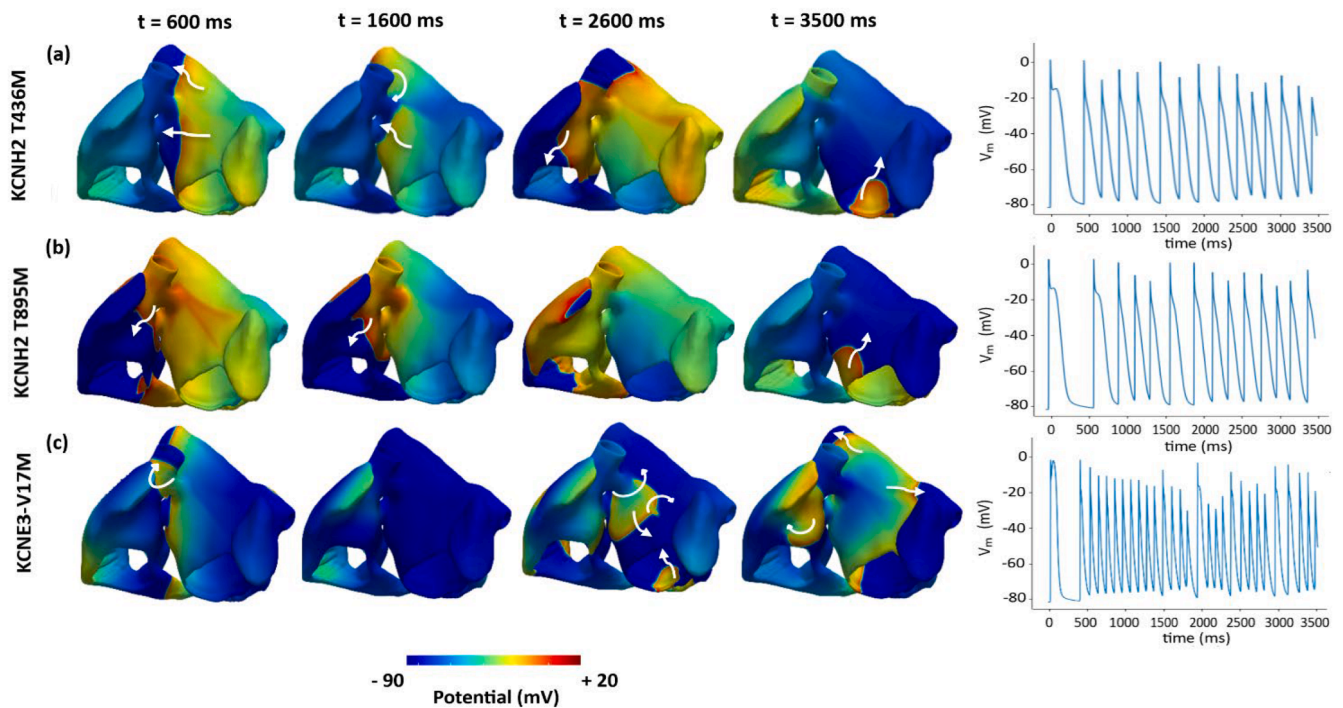 t = 600 ms t = 1600 ms t = 2600 ms t = 3500 ms
(a)
KCNH2 T436M
0
-20
-40
-60
-80
Vm (mV)
0 500 1000 1500 2000 2500 3000 3500
time (ms)
(b)
KCNH2 T895M
0
-20
-40
-60
-80
Vm (mV)
0 500 1000 1500 2000 2500 3000 3500
time (ms)
(c)
KCNE3-V17M
0
-20
-40
-60
-80
Vm (mV)
0 500 1000 1500 2000 2500 3000 3500
time (ms)
- 90 + 20
Potential (mV)